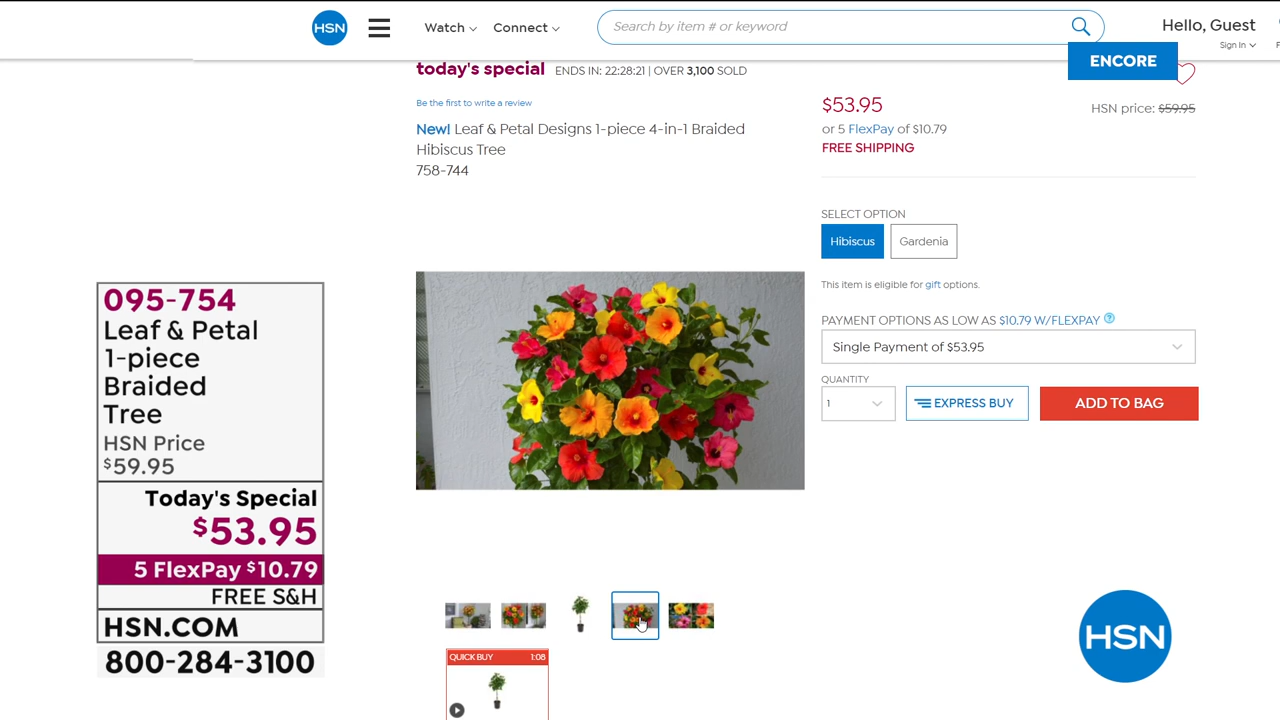 HSN
Watch
Connect
Search by item # or keyword
Hello, Guest
Sign In
ENCORE
today's special ENDS IN: 22:28:21 | OVER 3,100 SOLD
Be the first to write a review
New! Leaf & Petal Designs 1-piece 4-in-1 Braided
Hibiscus Tree
758-744
$53.95
HSN price: $59.95
or 5 FlexPay of $10.79
FREE SHIPPING
SELECT OPTION
Hibiscus
Gardenia
This item is eligible for gift options.
PAYMENT OPTIONS AS LOW AS $10.79 W/FLEXPAY ?
Single Payment of $53.95
QUANTITY
1
EXPRESS BUY
ADD TO BAG
095-754
Leaf & Petal
1-piece
Braided
Tree
HSN Price
$59.95
Today's Special
$53.95
5 FlexPay $10.79
FREE S&H
HSN.COM
800-284-3100
QUICK BUY 1:08
HSN